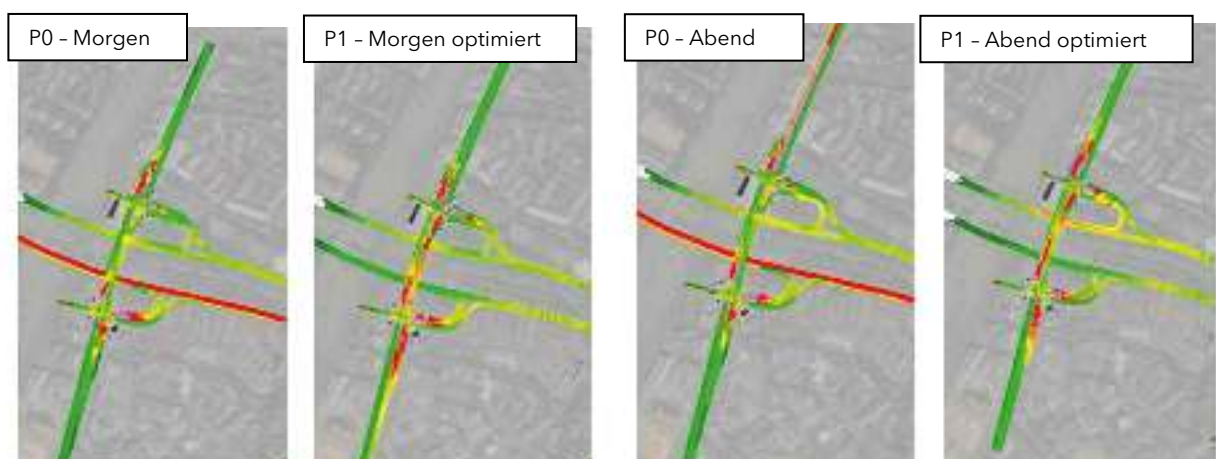 P0 – Morgen
P1 – Morgen optimiert
P0 – Abend
P1 – Abend optimiert